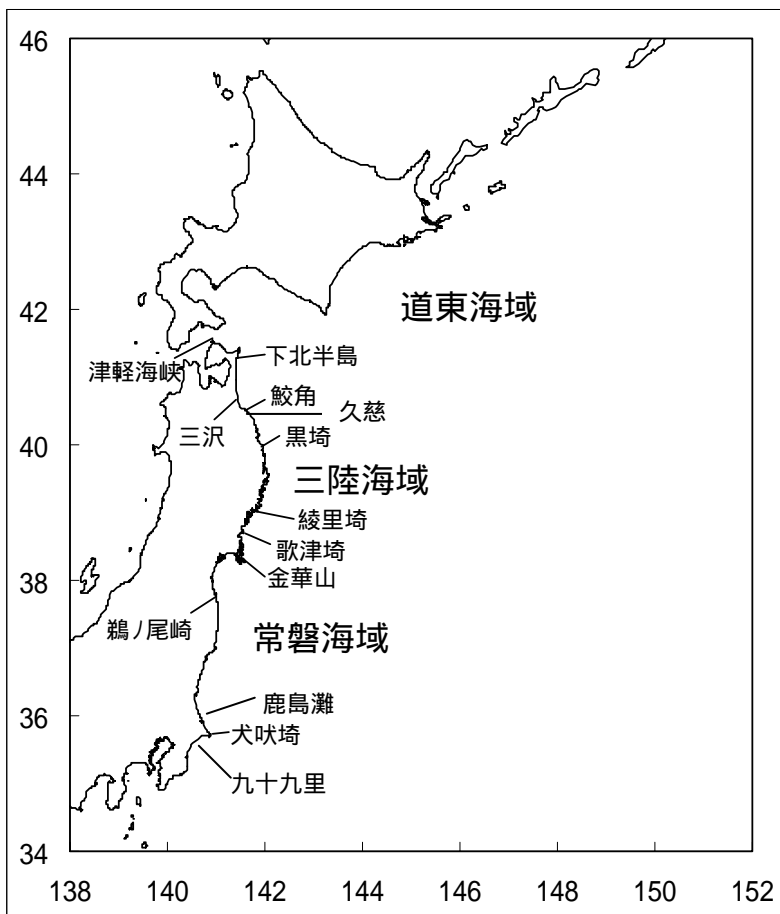 46
44
道東海域
42
津軽海峡
下北半島
鮫角
久慈
三沢
黒埼
40
三陸海域
綾里埼
歌津埼
金華山
38
鵜ノ尾崎
常磐海域
鹿島灘
36
犬吠埼
九十九里
34
138 140 142 144 146 148 150 152